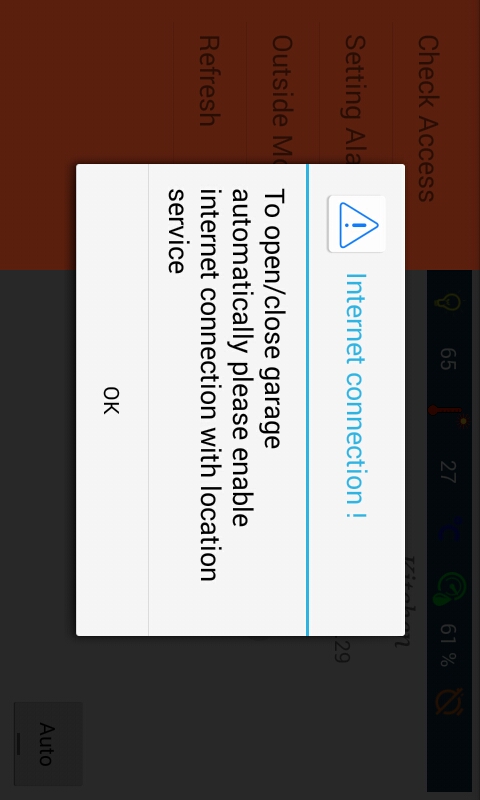 Check Access
65
27
°C
61 %
Kitchen
Setting Ala
29
Outside Mo
Refresh
Internet connection !
To open/close garage
automatically please enable
internet connection with location
service
OK
Auto